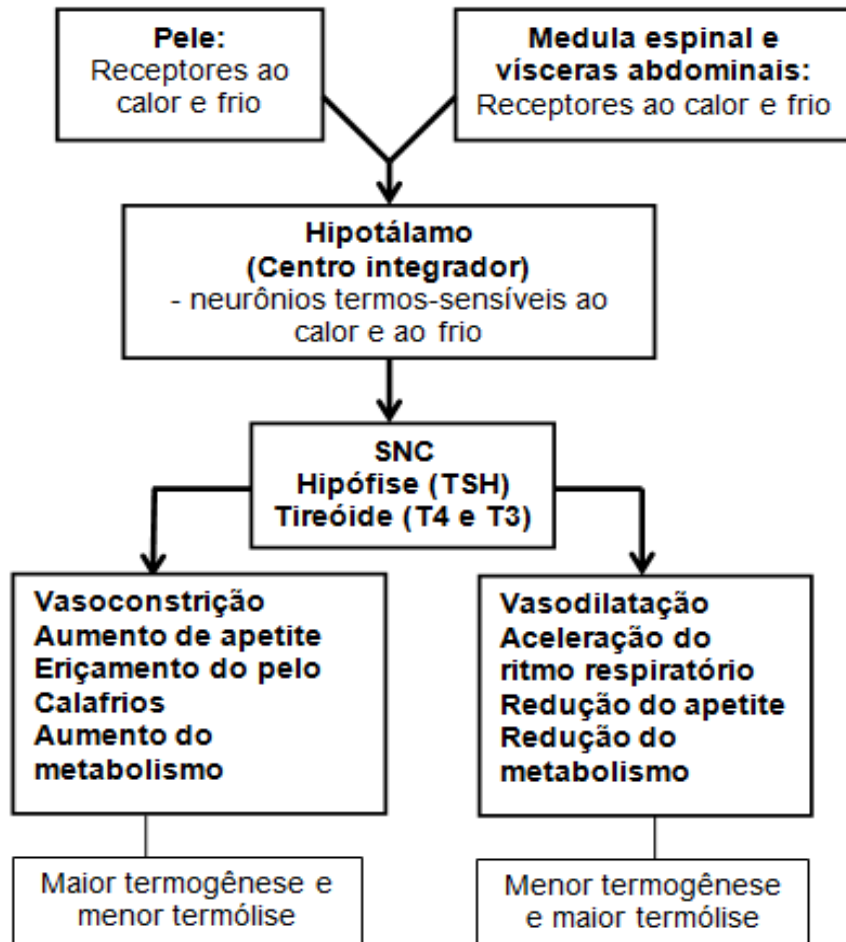 Pele:
Receptores ao
calor e frio
Medula espinal e
vísceras abdominais:
Receptores ao calor e frio
Hipotálamo
(Centro integrador)
- neurônios termos-sensíveis ao
calor e ao frio
SNC
Hipófise (TSH)
Tireóide (T4 e T3)
Vasoconstrição
Aumento de apetite
Eriçamento do pelo
Calafrios
Aumento do
metabolismo
Vasodilatação
Aceleração do
ritmo respiratório
Redução do apetite
Redução do
metabolismo
Maior termogênese e
menor termólise
Menor termogênese
e maior termólise